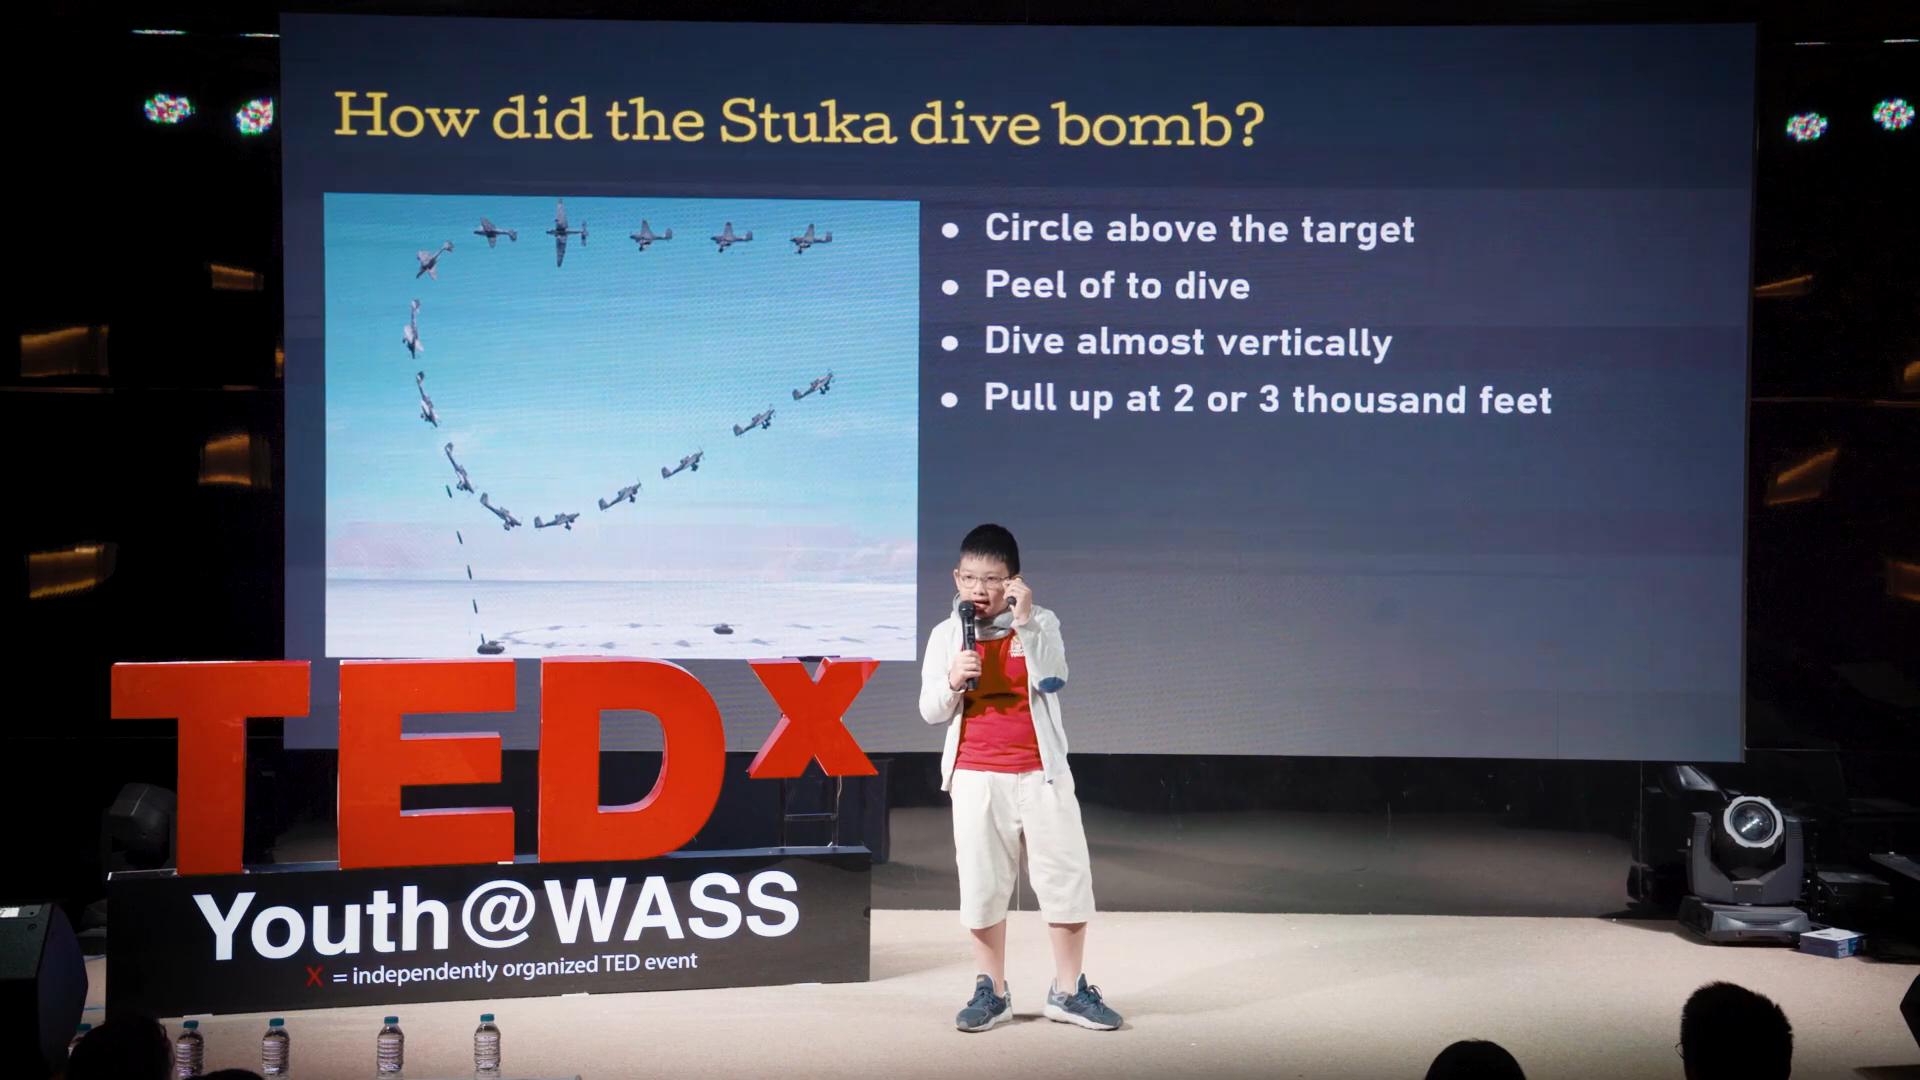 How did the Stuka dive bomb?
● Circle above the target
● Peel of to dive
● Dive almost vertically
● Pull up at 2 or 3 thousand feet
TEDx
Youth@WASS
X = independently organized TED event